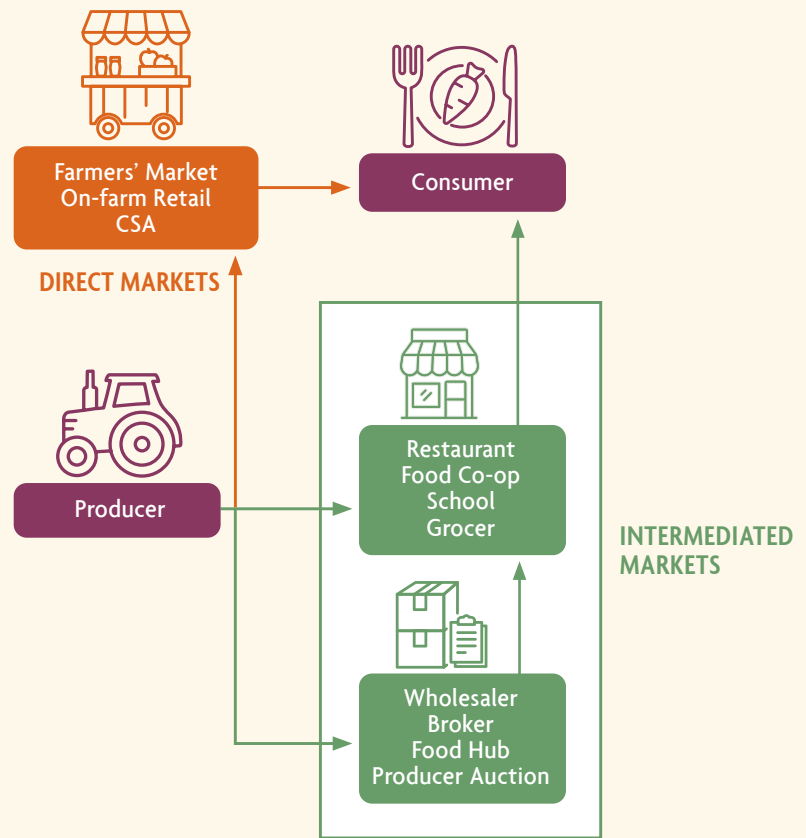 Farmers’ Market
On-farm Retail
CSA
Consumer
DIRECT MARKETS
Producer
Restaurant
Food Co-op
School
Grocer
INTERMEDIATED
MARKETS
Wholesaler
Broker
Food Hub
Producer Auction